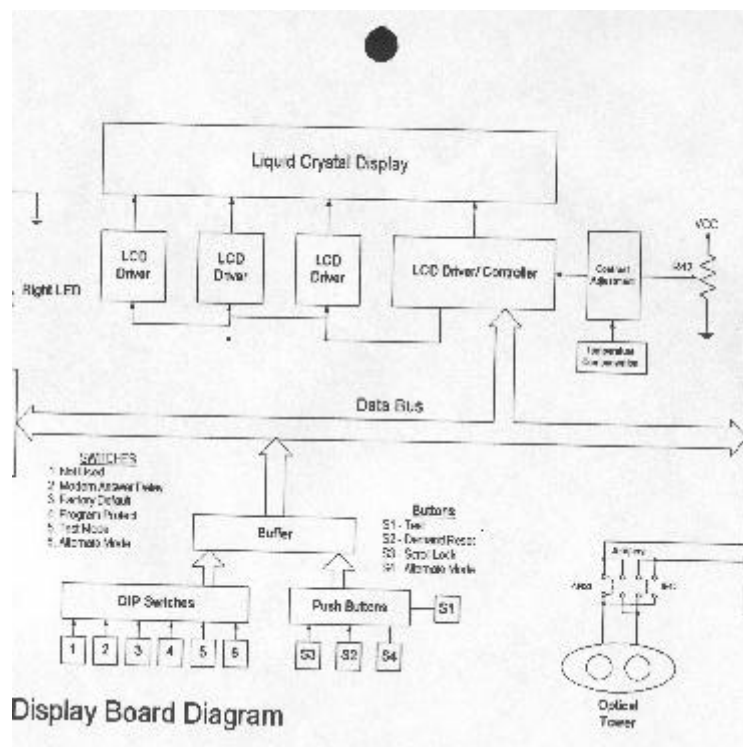 Liquid Crystal Display
LCD
Driver
LCD
Driver
LCD
Driver
LCD Driver/ Controller
Contrast
Adjustment
VCC
R42
Right LED
Temperature
Compensation
Data Bus
SWITCHES
1. Not Used
2. Modem Answer Delay
3. Factory Default
4. Program Protect
5. Test Mode
6. Alternate Mode
Buffer
Buttons
S1 - Test
S2 - Demand Reset
S3 - Scroll Lock
S4 - Alternate Mode
DIP Switches
Push Buttons
S1
1 2 3 4 5 6
S3 S2 S4
Optical
Tower
Display Board Diagram